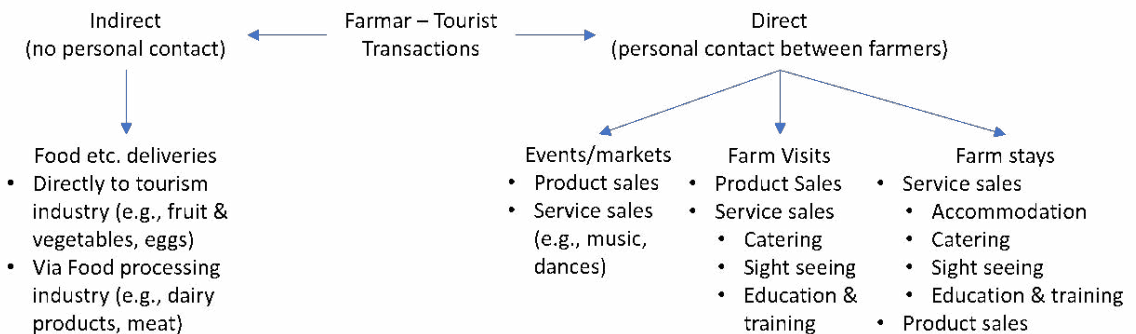 Indirect
(no personal contact)
Farmar – Tourist
Transactions
Direct
(personal contact between farmers)
Food etc. deliveries
• Directly to tourism
industry (e.g., fruit &
vegetables, eggs)
• Via Food processing
industry (e.g., dairy
products, meat)
Events/markets
• Product sales
• Service sales
(e.g., music,
dances)
Farm Visits
• Product Sales
• Service sales
• Catering
• Sight seeing
• Education &
training
Farm stays
• Service sales
• Accommodation
• Catering
• Sight seeing
• Education & training
• Product sales